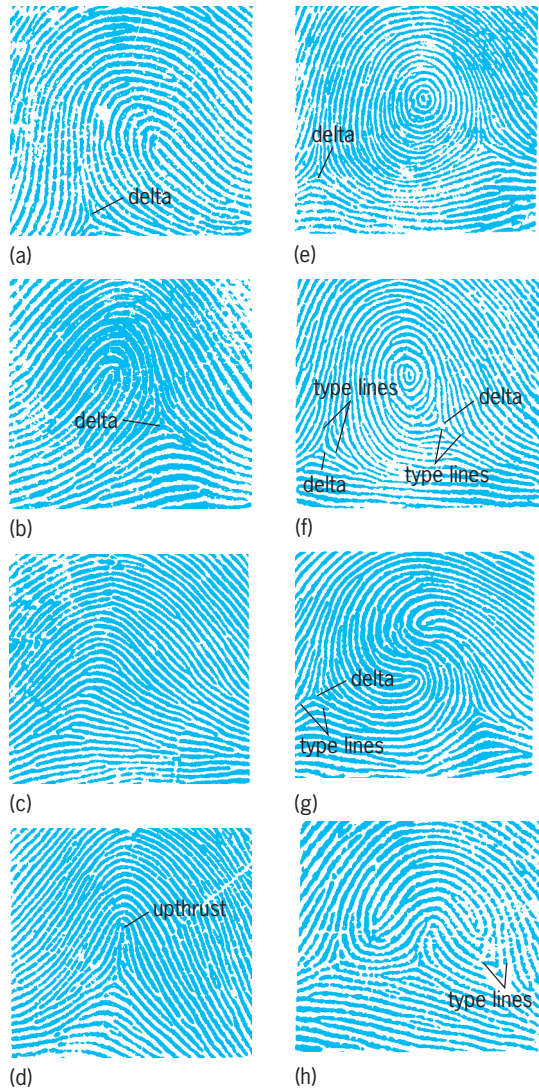 delta
(a)
delta
(b)
(c)
upthrust
(d)
delta
(e)
type lines
delta
delta
type lines
(f)
delta
type lines
(g)
type lines
(h)